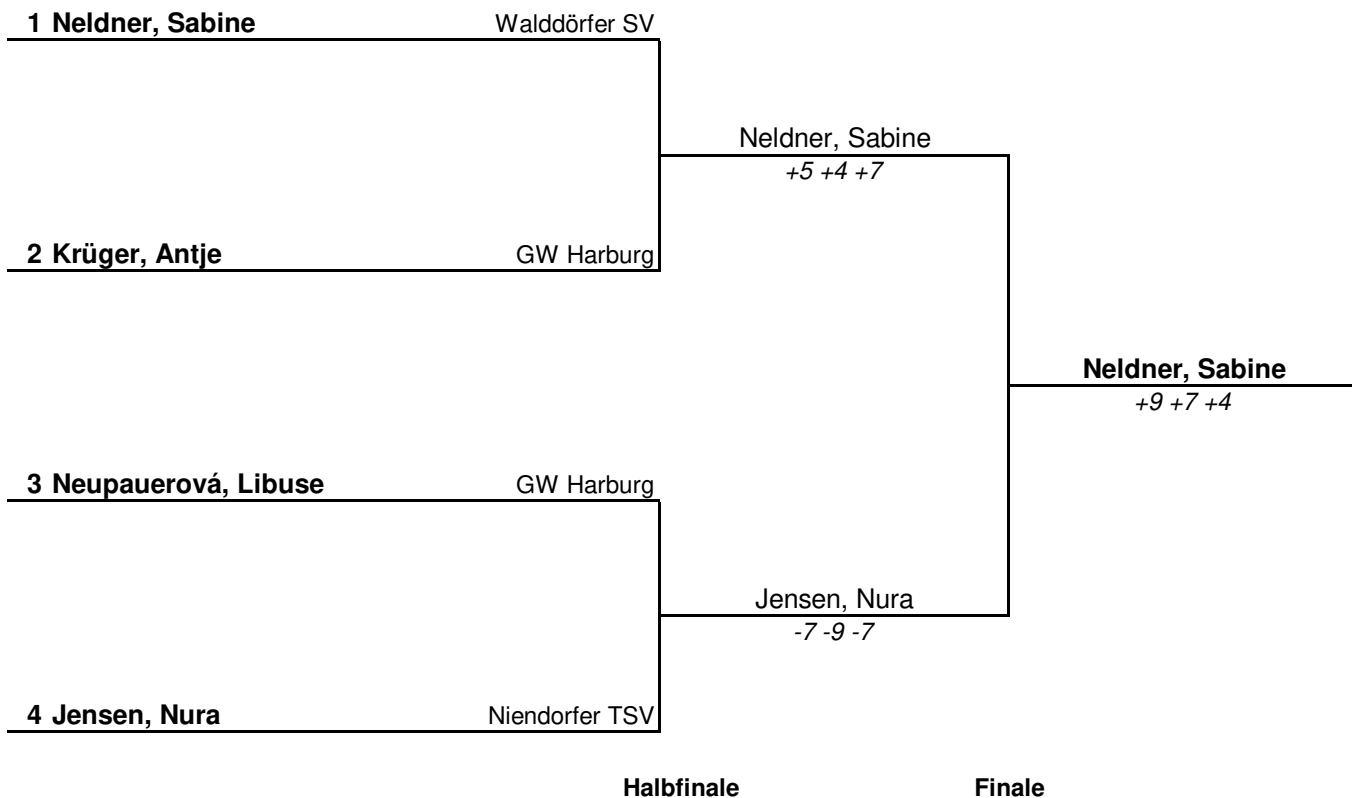 1 Neldner, Sabine Walddörfer SV
Neldner, Sabine
+5 +4 +7
2 Krüger, Antje GW Harburg
Neldner, Sabine
+9 +7 +4
3 Neupauerová, Libuse GW Harburg
Jensen, Nura
-7 -9 -7
4 Jensen, Nura Niendorfer TSV
Halbfinale Finale